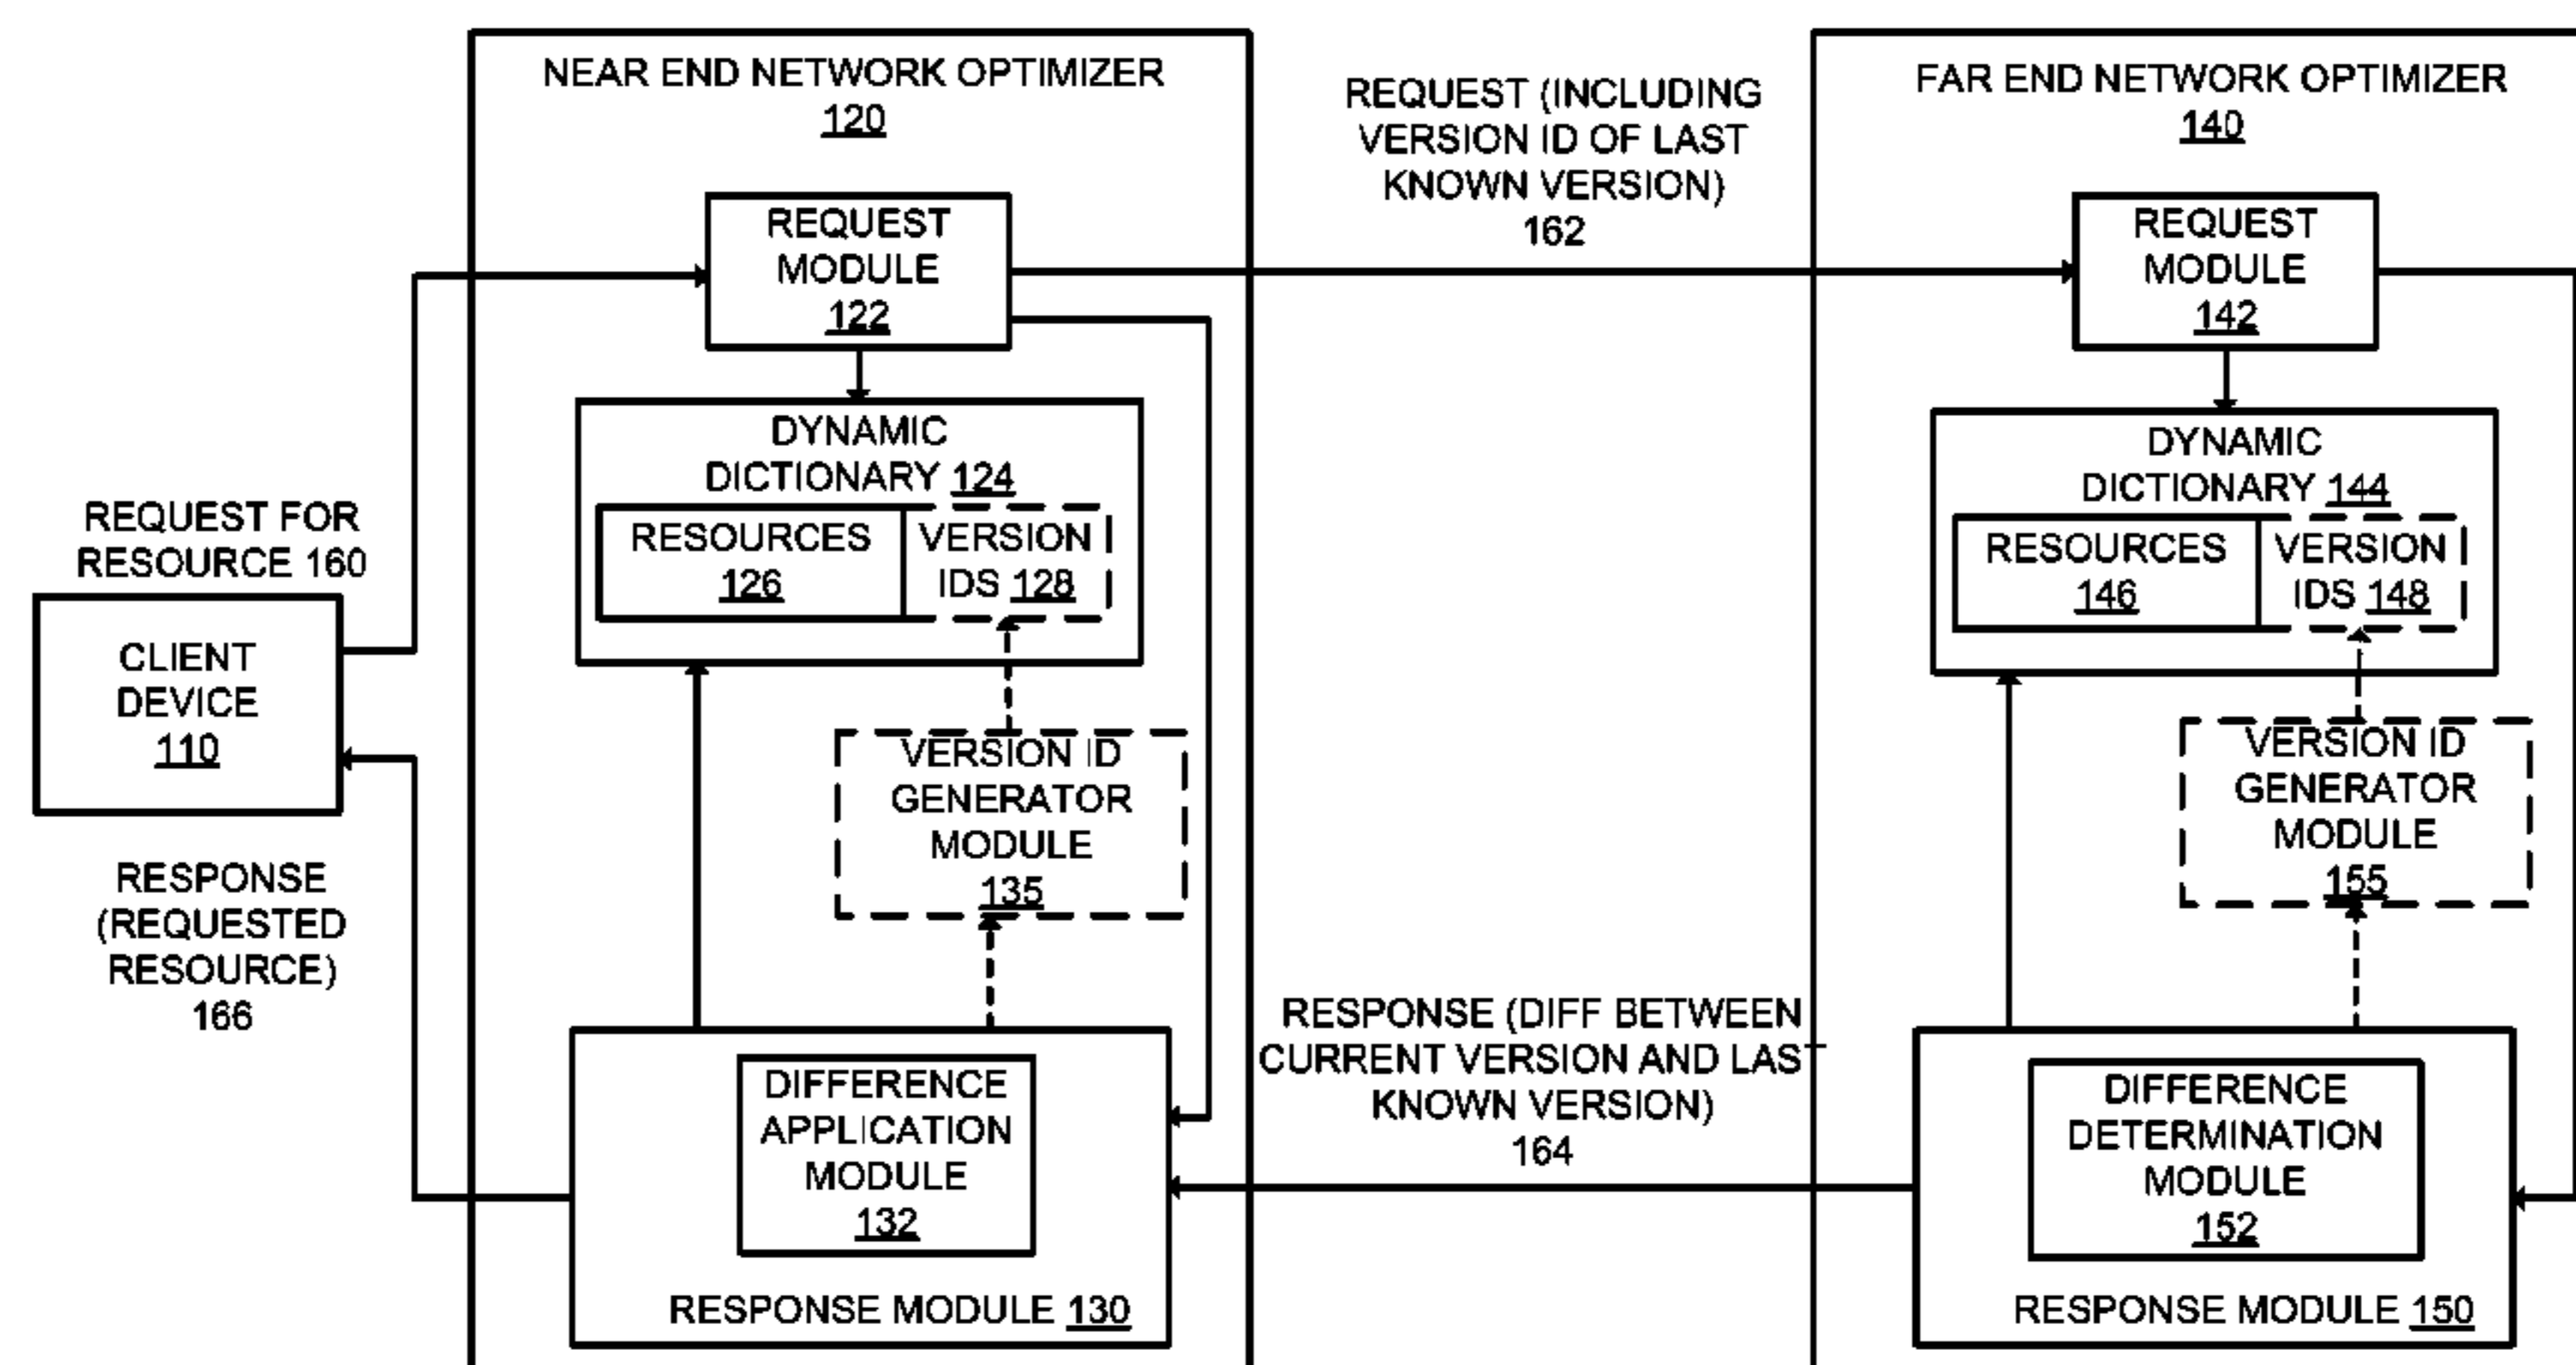 NEAR END NETWORK OPTIMIZER
120
REQUEST
MODULE
122
DYNAMIC
DICTIONARY 124
RESOURCES
126
VERSION
IDS 128
REQUEST FOR
RESOURCE 160
CLIENT
DEVICE
110
RESPONSE
(REQUESTED
RESOURCE)
166
VERSION ID
GENERATOR
MODULE
135
DIFFERENCE
APPLICATION
MODULE
132
RESPONSE MODULE 130
REQUEST (INCLUDING
VERSION ID OF LAST
KNOWN VERSION)
162
RESPONSE (DIFF BETWEEN
CURRENT VERSION AND LAST
KNOWN VERSION)
164
FAR END NETWORK OPTIMIZER
140
REQUEST
MODULE
142
DYNAMIC
DICTIONARY 144
RESOURCES
146
VERSION
IDS 148
VERSION ID
GENERATOR
MODULE
155
DIFFERENCE
DETERMINATION
MODULE
152
RESPONSE MODULE 150